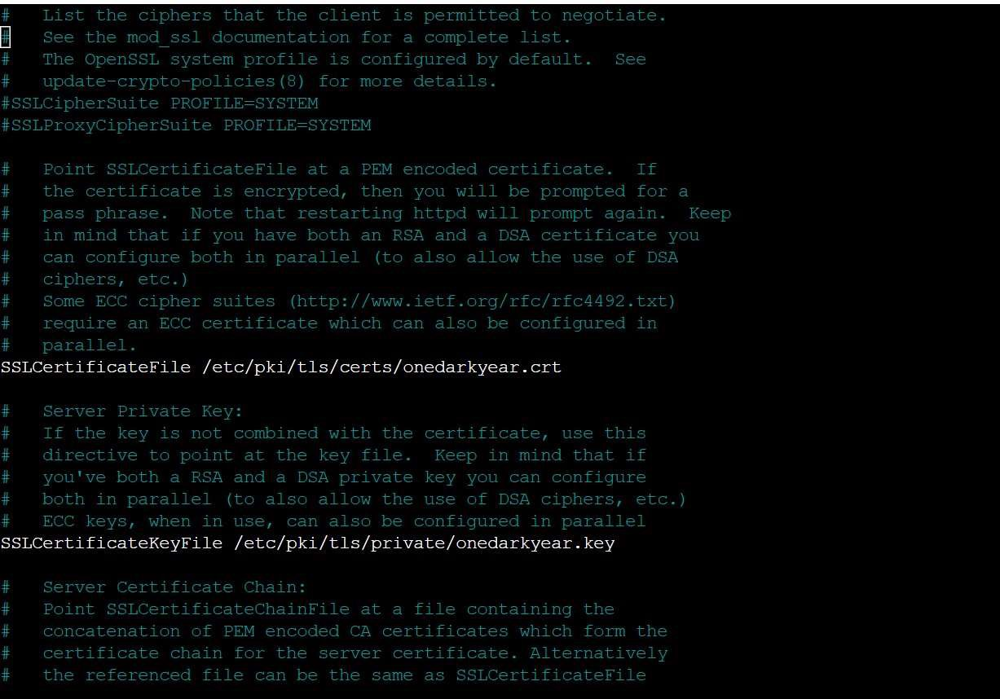 #   List the ciphers that the client is permitted to negotiate.
#   See the mod_ssl documentation for a complete list.
#   The OpenSSL system profile is configured by default.  See
#   update-crypto-policies(8) for more details.
#SSLCipherSuite PROFILE=SYSTEM
#SSLProxyCipherSuite PROFILE=SYSTEM

#   Point SSLCertificateFile at a PEM encoded certificate.  If
#   the certificate is encrypted, then you will be prompted for a
#   pass phrase.  Note that restarting httpd will prompt again.  Keep
#   in mind that if you have both an RSA and a DSA certificate you
#   can configure both in parallel (to also allow the use of DSA
#   ciphers, etc.)
#   Some ECC cipher suites (http://www.ietf.org/rfc/rfc4492.txt)
#   require an ECC certificate which can also be configured in
#   parallel.
SSLCertificateFile /etc/pki/tls/certs/onedarkyear.crt

#   Server Private Key:
#   If the key is not combined with the certificate, use this
#   directive to point at the key file.  Keep in mind that if
#   you've both a RSA and a DSA private key you can configure
#   both in parallel (to also allow the use of DSA ciphers, etc.)
#   ECC keys, when in use, can also be configured in parallel
SSLCertificateKeyFile /etc/pki/tls/private/onedarkyear.key

#   Server Certificate Chain:
#   Point SSLCertificateChainFile at a file containing the
#   concatenation of PEM encoded CA certificates which form the
#   certificate chain for the server certificate. Alternatively
#   the referenced file can be the same as SSLCertificateFile